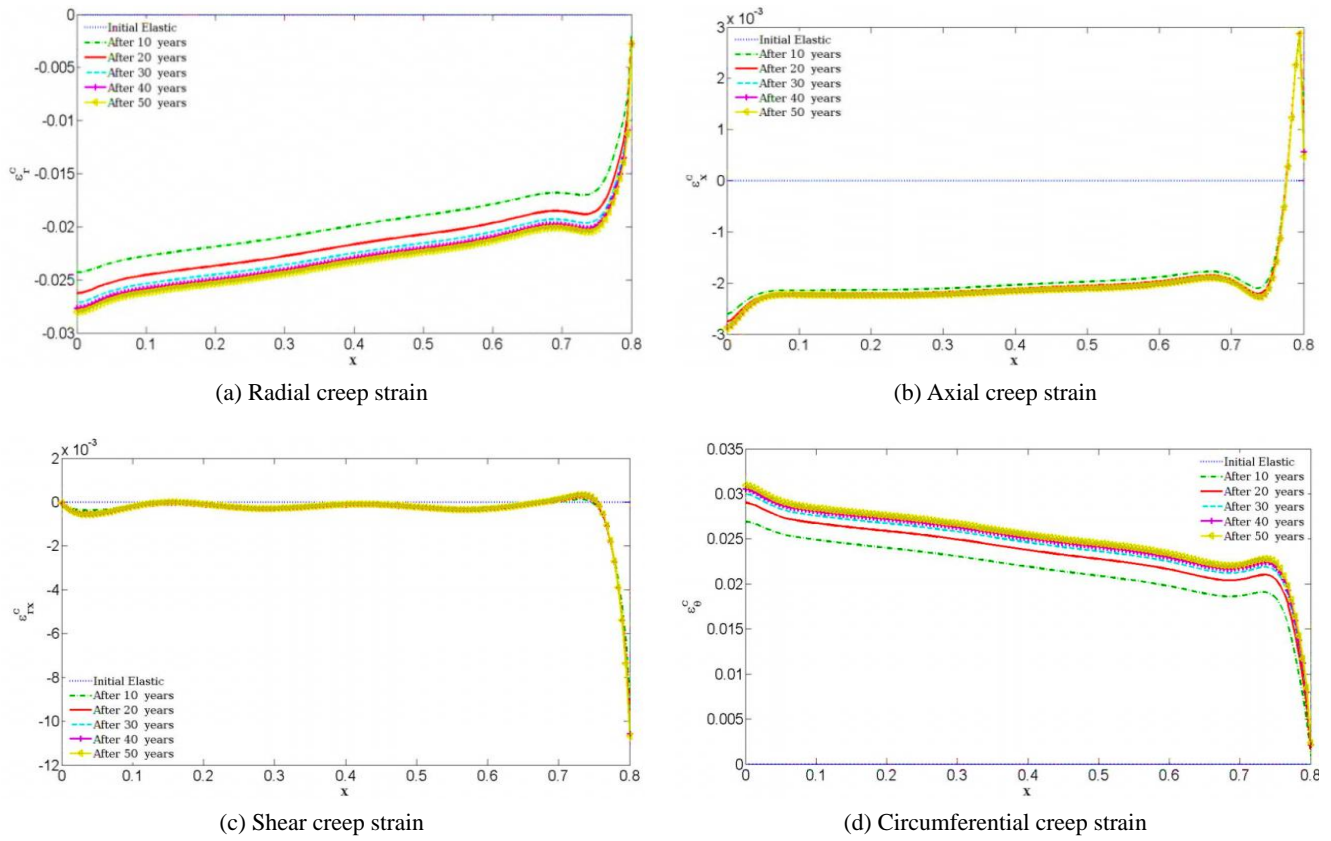 0
-0.005
-0.01
-0.015
-0.02
-0.025
-0.03
ε_r^c
Initial Elastic
After 10 years
After 20 years
After 30 years
After 40 years
After 50 years
0 0.1 0.2 0.3 0.4 0.5 0.6 0.7 0.8
x
(a) Radial creep strain
x 10^-3
3
2
1
0
-1
-2
-3
ε_x^c
Initial Elastic
After 10 years
After 20 years
After 30 years
After 40 years
After 50 years
0 0.1 0.2 0.3 0.4 0.5 0.6 0.7 0.8
x
(b) Axial creep strain
x 10^-3
2
0
-2
-4
-6
-8
-10
-12
ε_rx^c
Initial Elastic
After 10 years
After 20 years
After 30 years
After 40 years
After 50 years
0 0.1 0.2 0.3 0.4 0.5 0.6 0.7 0.8
x
(c) Shear creep strain
0.035
0.03
0.025
0.02
0.015
0.01
0.005
0
ε_θ^c
Initial Elastic
After 10 years
After 20 years
After 30 years
After 40 years
After 50 years
0 0.1 0.2 0.3 0.4 0.5 0.6 0.7 0.8
x
(d) Circumferential creep strain